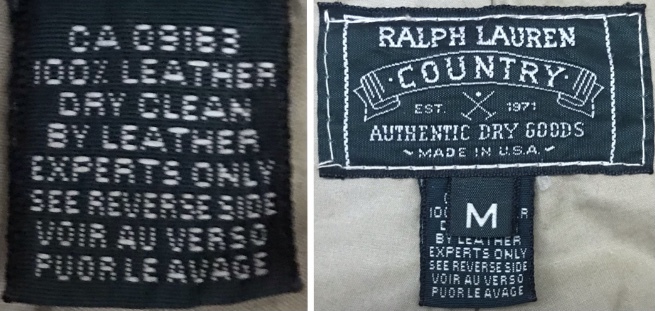 CA 09163
100% LEATHER
DRY CLEAN
BY LEATHER
EXPERTS ONLY
SEE REVERSE SIDE
VOIR AU VERSO
PUOR LE AVAGE
RALPH LAUREN
COUNTRY
EST. 1971
AUTHENTIC DRY GOODS
MADE IN U.S.A.
M
BY LEATHER
EXPERTS ONLY
SEE REVERSE SIDE
VOIR AU VERSO
PUOR LE AVAGE